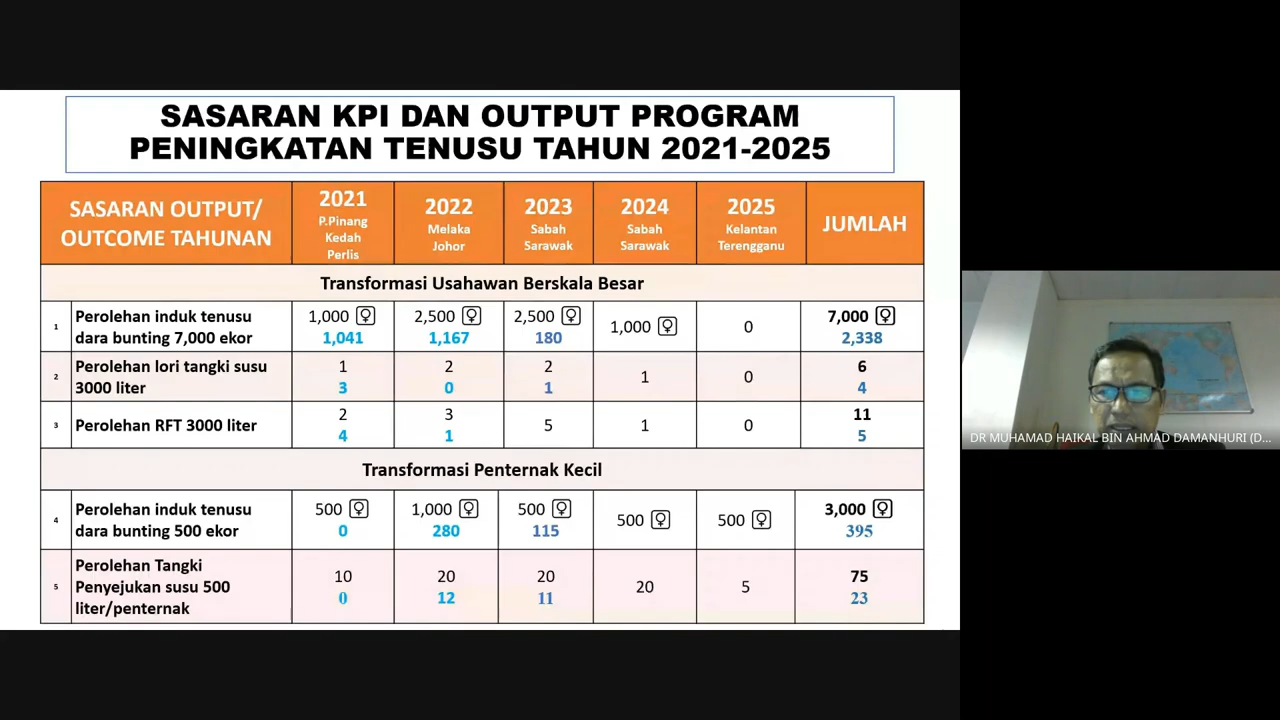 SASARAN KPI DAN OUTPUT PROGRAM
PENINGKATAN TENUSU TAHUN 2021-2025
SASARAN OUTPUT/
OUTCOME TAHUNAN
2021
P.Pinang
Kedah
Perlis
2022
Melaka
Johor
2023
Sabah
Sarawak
2024
Sabah
Sarawak
2025
Kelantan
Terengganu
JUMLAH
Transformasi Usahawan Berskala Besar
1
Perolehan induk tenusu
dara bunting 7,000 ekor
1,000 ♀
1,041
2,500 ♀
1,167
2,500 ♀
180
1,000 ♀
0
7,000 ♀
2,338
2
Perolehan lori tangki susu
3000 liter
1
3
2
0
2
1
1
0
6
4
3
Perolehan RFT 3000 liter
2
4
3
1
5
1
0
11
5
Transformasi Penternak Kecil
4
Perolehan induk tenusu
dara bunting 500 ekor
500 ♀
0
1,000 ♀
280
500 ♀
115
500 ♀
500 ♀
3,000 ♀
395
5
Perolehan Tangki
Penyejukan susu 500
liter/penternak
10
0
20
12
20
11
20
5
75
23
DR MUHAMAD HAIKAL BIN AHMAD DAMANHURI (D...